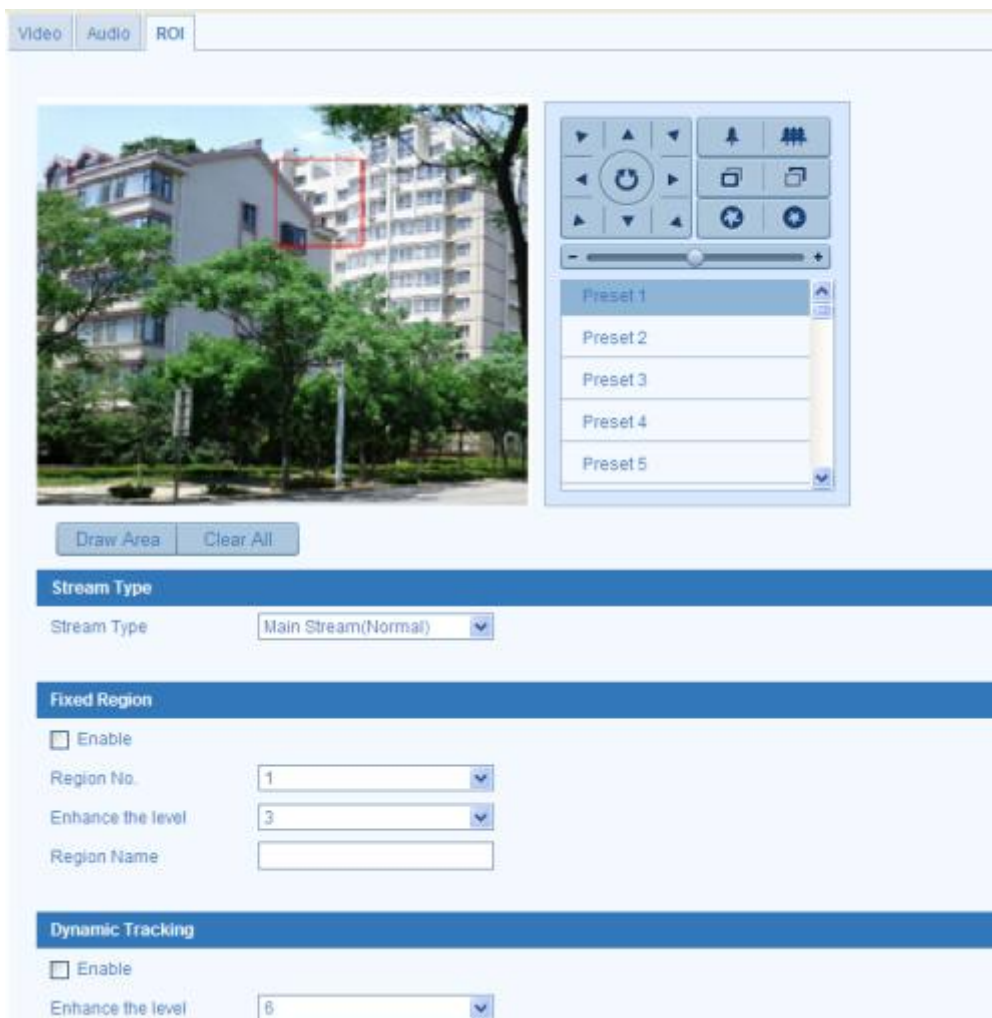 Video Audio ROI
- +
Preset 1
Preset 2
Preset 3
Preset 4
Preset 5
Draw Area Clear All
Stream Type
Stream Type Main Stream(Normal)
Fixed Region
Enable
Region No. 1
Enhance the level 3
Region Name
Dynamic Tracking
Enable
Enhance the level 6